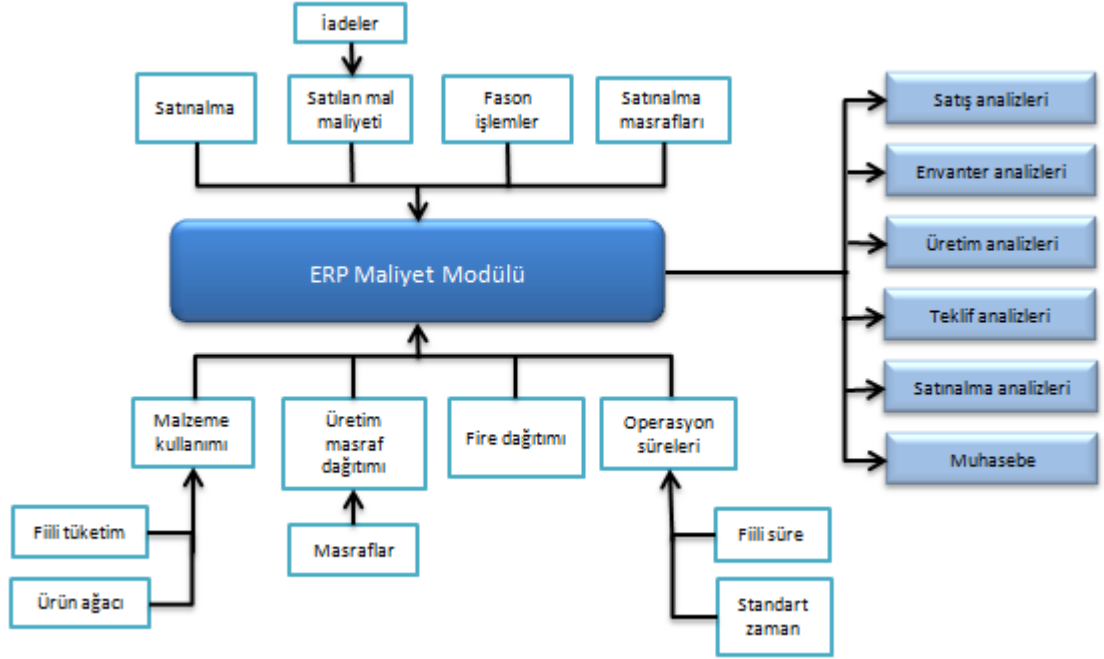 İadeler
Satınalma
Satılan mal
maliyeti
Fason
işlemler
Satınalma
masrafları
ERP Maliyet Modülü
Malzeme
kullanımı
Üretim
masraf
dağıtımı
Fire dağıtımı
Operasyon
süreleri
Fiili tüketim
Ürün ağacı
Masraflar
Fiili süre
Standart
zaman
Satış analizleri
Envanter analizleri
Üretim analizleri
Teklif analizleri
Satınalma analizleri
Muhasebe